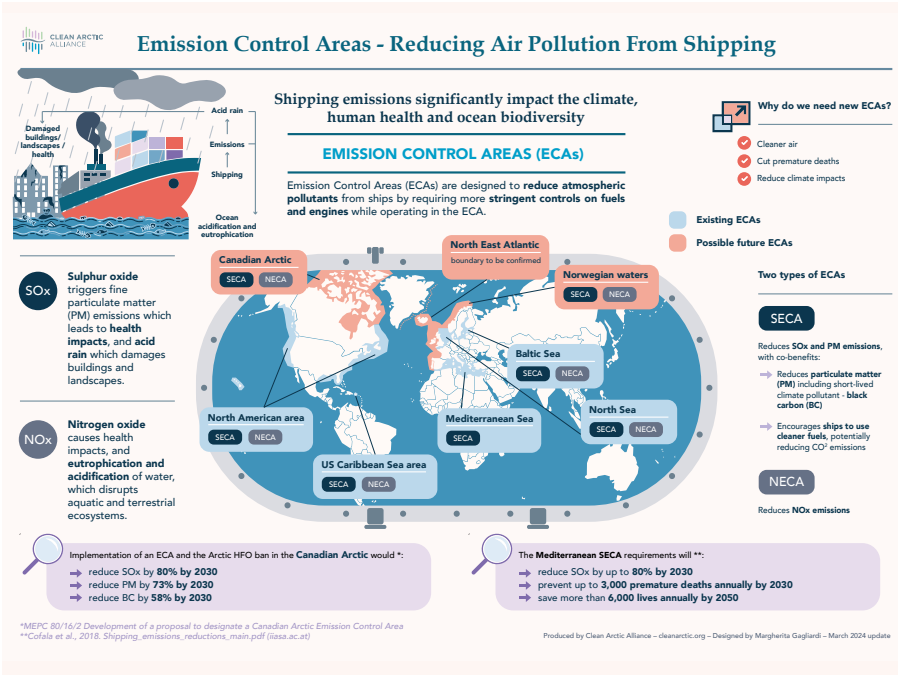 CLEAN ARCTIC
ALLIANCE
Emission Control Areas - Reducing Air Pollution From Shipping
Damaged
buildings/
landscapes /
health
Acid rain
Emissions
Shipping
Ocean
acidification and
eutrophication
Shipping emissions significantly impact the climate,
human health and ocean biodiversity
EMISSION CONTROL AREAS (ECAs)
Emission Control Areas (ECAs) are designed to reduce atmospheric
pollutants from ships by requiring more stringent controls on fuels
and engines while operating in the ECA.
Why do we need new ECAs?
Cleaner air
Cut premature deaths
Reduce climate impacts
Existing ECAs
Possible future ECAs
SOx
Sulphur oxide
triggers fine
particulate matter
(PM) emissions which
leads to health
impacts, and acid
rain which damages
buildings and
landscapes.
NOx
Nitrogen oxide
causes health
impacts, and
eutrophication and
acidification of water,
which disrupts
aquatic and terrestrial
ecosystems.
Canadian Arctic
SECA NECA
North East Atlantic
boundary to be confirmed
Norwegian waters
SECA NECA
Baltic Sea
SECA NECA
North American area
SECA NECA
Mediterranean Sea
SECA
North Sea
SECA NECA
US Caribbean Sea area
SECA NECA
Two types of ECAs
SECA
Reduces SOx and PM emissions,
with co-benefits:
Reduces particulate matter
(PM) including short-lived
climate pollutant - black
carbon (BC)
Encourages ships to use
cleaner fuels, potentially
reducing CO² emissions
NECA
Reduces NOx emissions
Implementation of an ECA and the Arctic HFO ban in the Canadian Arctic would *:
reduce SOx by 80% by 2030
reduce PM by 73% by 2030
reduce BC by 58% by 2030
The Mediterranean SECA requirements will **:
reduce SOx by up to 80% by 2030
prevent up to 3,000 premature deaths annually by 2030
save more than 6,000 lives annually by 2050
*MEPC 80/16/2 Development of a proposal to designate a Canadian Arctic Emission Control Area
**Cofala et al., 2018. Shipping_emissions_reductions_main.pdf (iiasa.ac.at)
Produced by Clean Arctic Alliance – cleanarctic.org – Designed by Margherita Gagliardi – March 2024 update